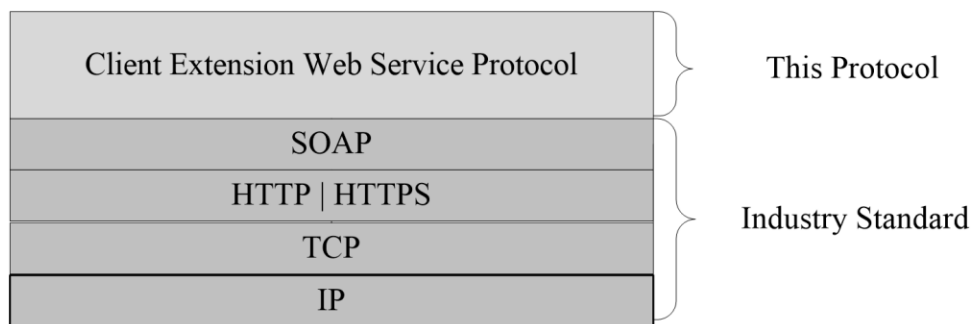 Client Extension Web Service Protocol
This Protocol
SOAP
HTTP | HTTPS
TCP
IP
Industry Standard